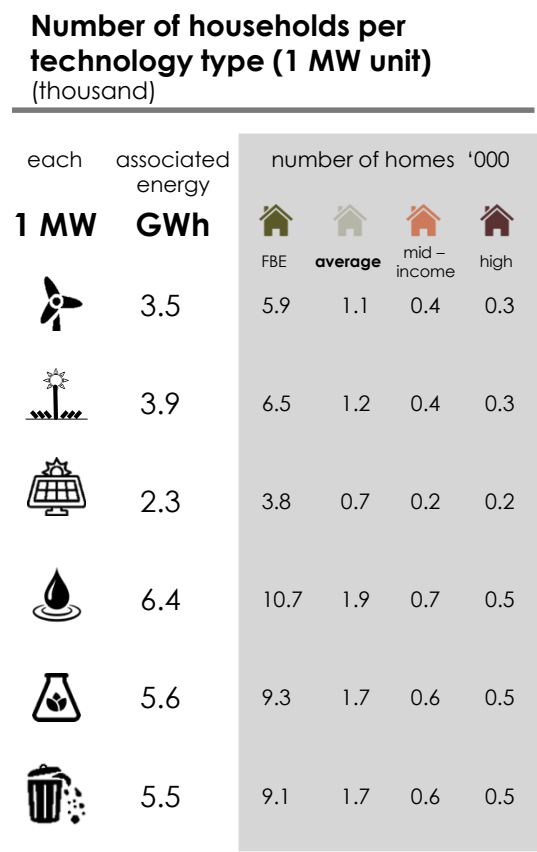 Number of households per
technology type (1 MW unit)
(thousand)
each associated energy number of homes ‘000
1 MW GWh
FBE average mid – income high
3.5 5.9 1.1 0.4 0.3
3.9 6.5 1.2 0.4 0.3
2.3 3.8 0.7 0.2 0.2
6.4 10.7 1.9 0.7 0.5
5.6 9.3 1.7 0.6 0.5
5.5 9.1 1.7 0.6 0.5